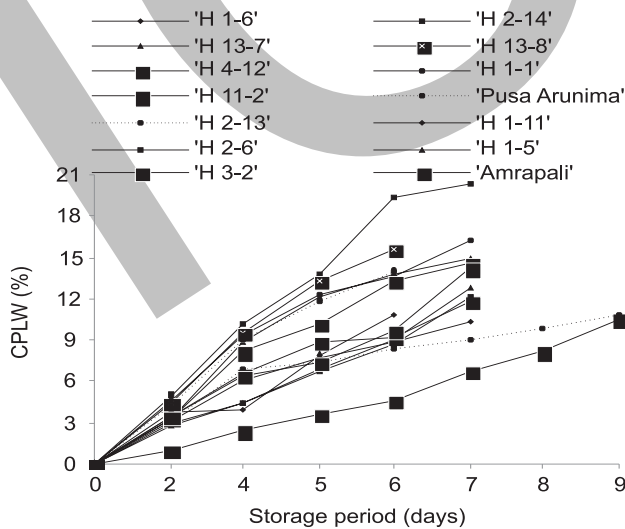 'H 1-6' 'H 2-14'
'H 13-7' 'H 13-8'
'H 4-12' 'H 1-1'
'H 11-2' 'Pusa Arunima'
'H 2-13' 'H 1-11'
'H 2-6' 'H 1-5'
'H 3-2' 'Amrapali'
21
18
15
12
9
6
3
0
CPLW (%)
0 2 4 5 6 7 8 9
Storage period (days)